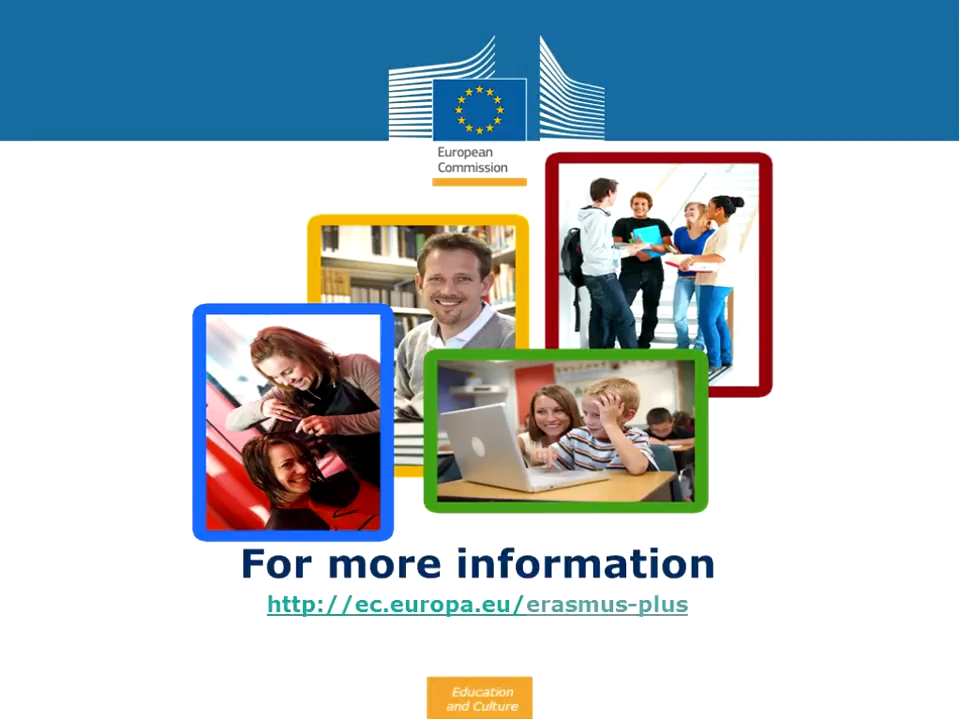 European
Commission
For more information
http://ec.europa.eu/erasmus-plus
Education
and Culture